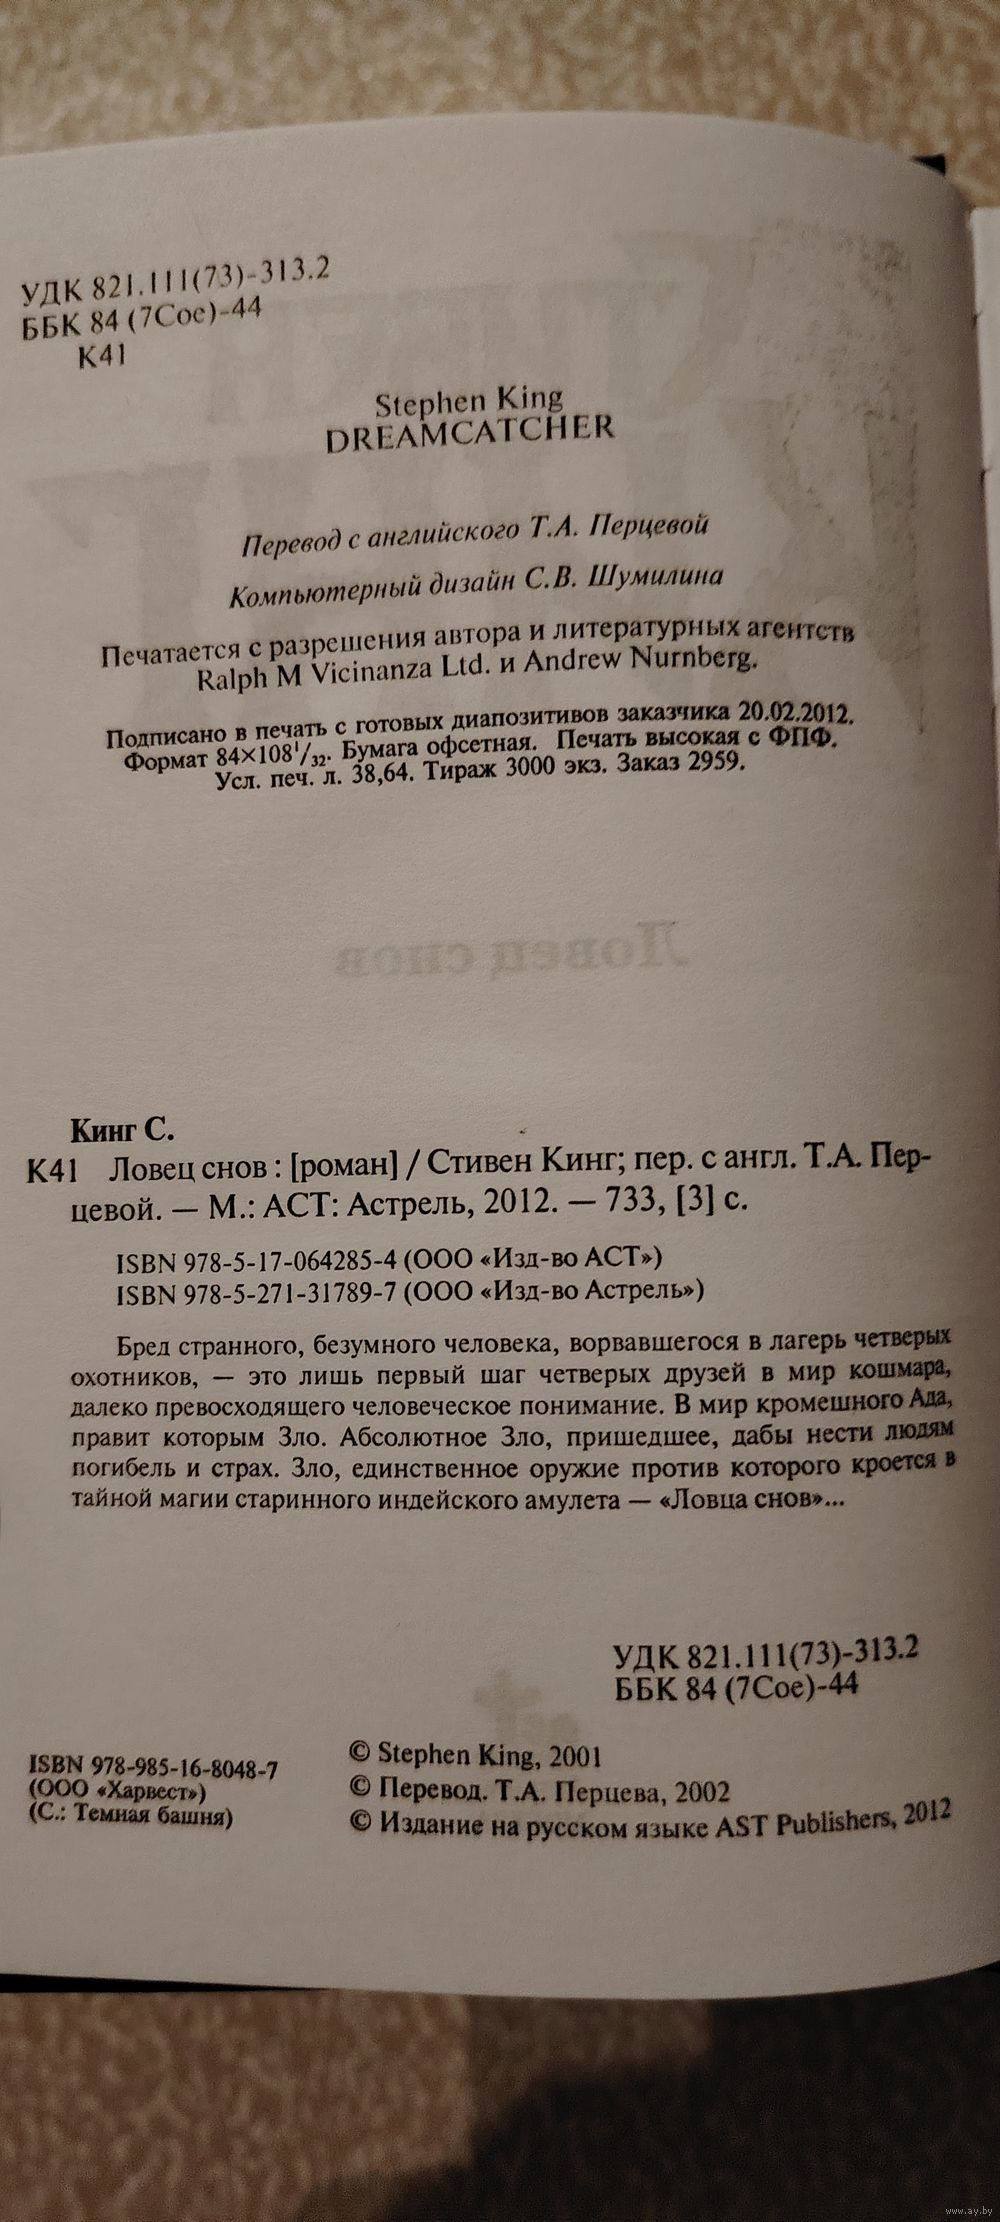 УДК 821.111(73)-313.2
ББК 84 (7Сое)-44
К41
Stephen King
DREAMCATCHER
Перевод с английского Т.А. Перцевой
Компьютерный дизайн С.В. Шумилина
Печатается с разрешения автора и литературных агентств
Ralph M Vicinanza Ltd. и Andrew Nurnberg.
Подписано в печать с готовых диапозитивов заказчика 20.02.2012.
Формат 84×108 1/32. Бумага офсетная. Печать высокая с ФПФ.
Усл. печ. л. 38,64. Тираж 3000 экз. Заказ 2959.
Ловец снов
Кинг С.
К41 Ловец снов : [роман] / Стивен Кинг; пер. с англ. Т.А. Пер-
цевой. — М.: АСТ: Астрель, 2012. — 733, [3] с.
ISBN 978-5-17-064285-4 (ООО «Изд-во АСТ»)
ISBN 978-5-271-31789-7 (ООО «Изд-во Астрель»)
Бред странного, безумного человека, ворвавшегося в лагерь четверых
охотников, — это лишь первый шаг четверых друзей в мир кошмара,
далеко превосходящего человеческое понимание. В мир кромешного Ада,
правит которым Зло. Абсолютное Зло, пришедшее, дабы нести людям
погибель и страх. Зло, единственное оружие против которого кроется в
тайной магии старинного индейского амулета — «Ловца снов»...
УДК 821.111(73)-313.2
ББК 84 (7Сое)-44
ISBN 978-985-16-8048-7
(ООО «Харвест»)
(С.: Темная башня)
© Stephen King, 2001
© Перевод. Т.А. Перцева, 2002
© Издание на русском языке AST Publishers, 2012
www.ay.by